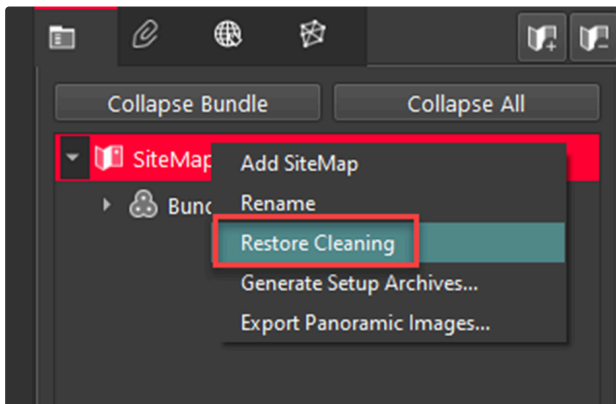 Collapse Bundle
Collapse All
SiteMap
Add SiteMap
Rename
Restore Cleaning
Generate Setup Archives...
Export Panoramic Images...